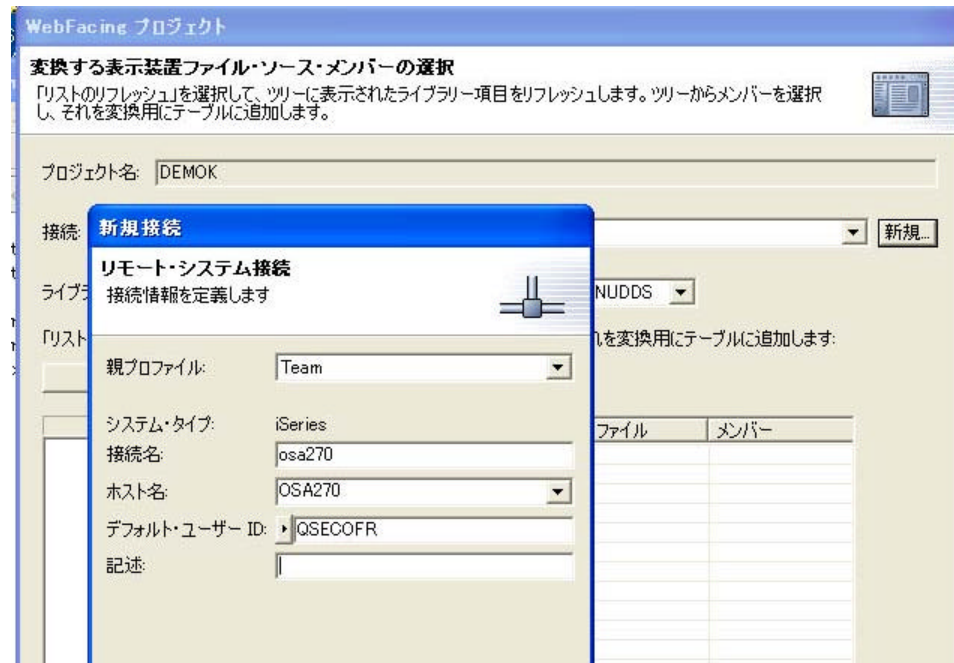 WebFacing プロジェクト
変換する表示装置ファイル・ソース・メンバーの選択
「リストのリフレッシュ」を選択して、ツリーに表示されたライブラリー項目をリフレッシュします。ツリーからメンバーを選択
し、それを変換用にテーブルに追加します。
プロジェクト名: DEMOK
接続: 新規...
新規接続
リモート・システム接続
接続情報を定義します
ライブラ NUDDS
「リスト れを変換用にテーブルに追加します:
親プロファイル: Team
システム・タイプ: iSeries
接続名: osa270
ホスト名: OSA270
デフォルト・ユーザー ID: QSECOFR
記述:
ファイル メンバー